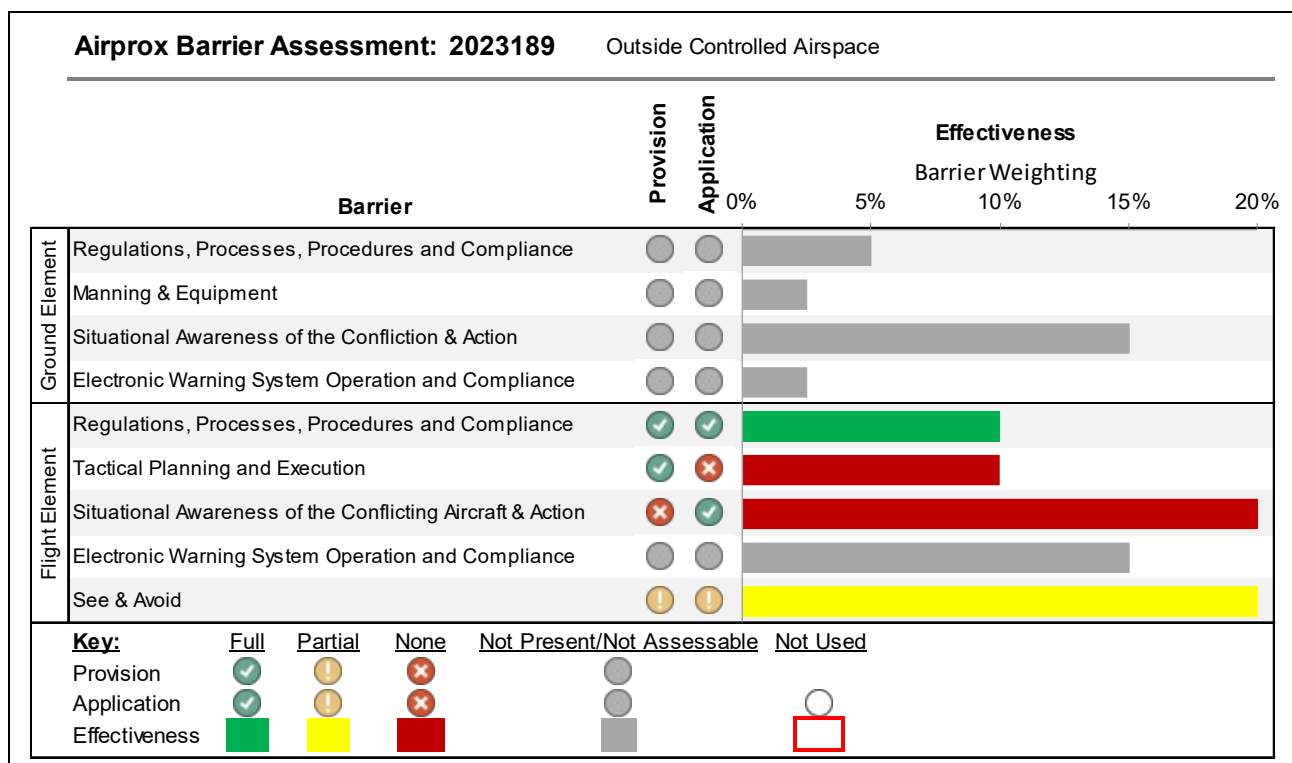 Airprox Barrier Assessment: 2023189 Outside Controlled Airspace
Provision
Application
Effectiveness
Barrier Weighting
Barrier
0% 5% 10% 15% 20%
Ground Element
Regulations, Processes, Procedures and Compliance
Manning & Equipment
Situational Awareness of the Confliction & Action
Electronic Warning System Operation and Compliance
Flight Element
Regulations, Processes, Procedures and Compliance
Tactical Planning and Execution
Situational Awareness of the Conflicting Aircraft & Action
Electronic Warning System Operation and Compliance
See & Avoid
Key: Full Partial None Not Present/Not Assessable Not Used
Provision
Application
Effectiveness